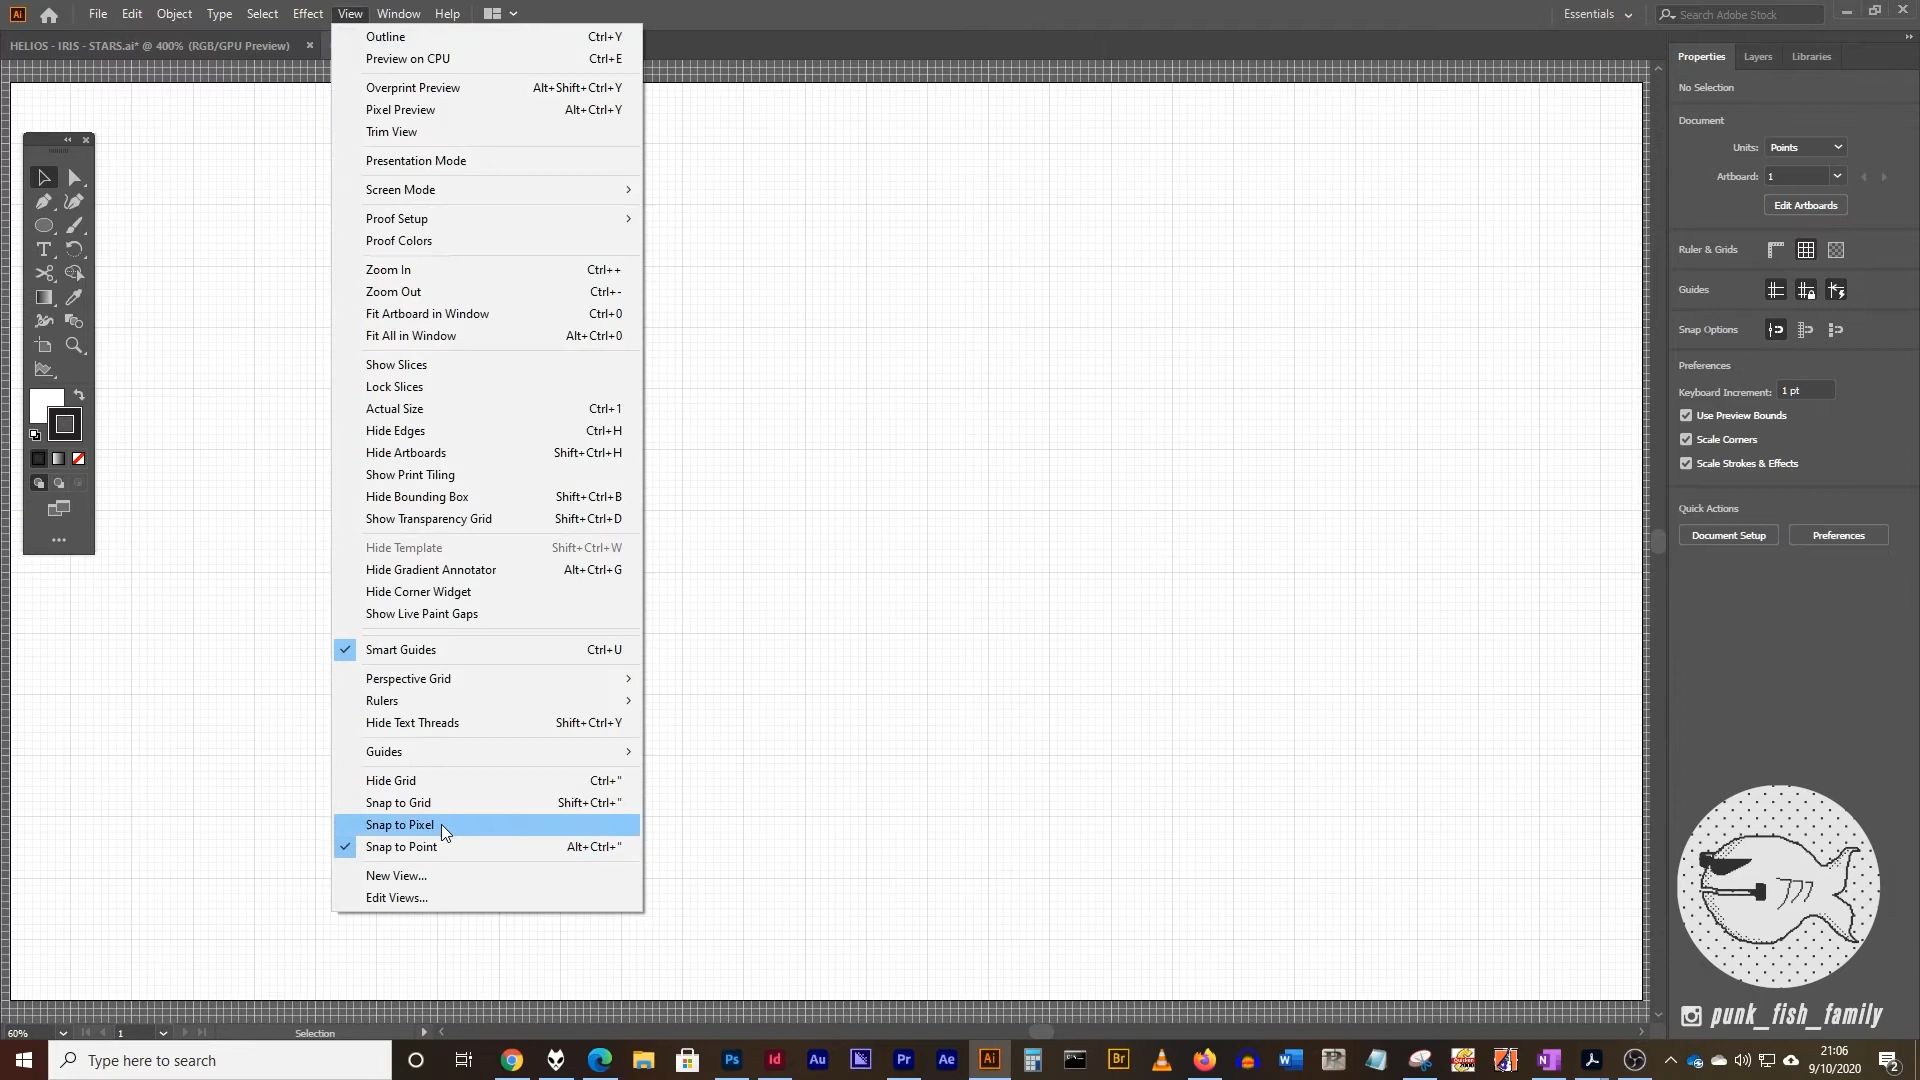 Ai File Edit Object Type Select Effect View Window Help Essentials Search Adobe Stock
HELIOS - IRIS - STARS.ai* @ 400% (RGB/GPU Preview)
Outline Ctrl+Y
Preview on CPU Ctrl+E
Overprint Preview Alt+Shift+Ctrl+Y
Pixel Preview Alt+Ctrl+Y
Trim View
Presentation Mode
Screen Mode
Proof Setup
Proof Colors
Zoom In Ctrl++
Zoom Out Ctrl+-
Fit Artboard in Window Ctrl+0
Fit All in Window Alt+Ctrl+0
Show Slices
Lock Slices
Actual Size Ctrl+1
Hide Edges Ctrl+H
Hide Artboards Shift+Ctrl+H
Show Print Tiling
Hide Bounding Box Shift+Ctrl+B
Show Transparency Grid Shift+Ctrl+D
Hide Template Shift+Ctrl+W
Hide Gradient Annotator Alt+Ctrl+G
Hide Corner Widget
Show Live Paint Gaps
Smart Guides Ctrl+U
Perspective Grid
Rulers
Hide Text Threads Shift+Ctrl+Y
Guides
Hide Grid Ctrl+"
Snap to Grid Shift+Ctrl+"
Snap to Pixel
Snap to Point Alt+Ctrl+"
New View...
Edit Views...
Properties Layers Libraries
No Selection
Document
Units: Points
Artboard: 1
Edit Artboards
Ruler & Grids
Guides
Snap Options
Preferences
Keyboard Increment: 1 pt
Use Preview Bounds
Scale Corners
Scale Strokes & Effects
Quick Actions
Document Setup Preferences
punk_fish_family
60% 1 Selection
Type here to search Ps Id Au Pr Ae Ai Br
21:06
9/10/2020
2